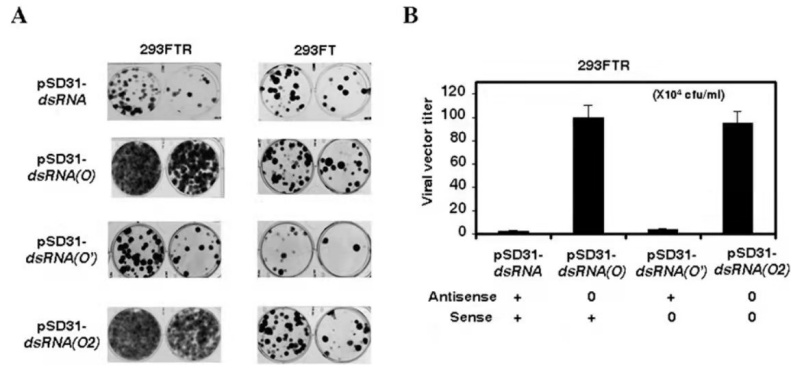 A
B
293FTR
293FT
pSD31-
dsRNA
pSD31-
dsRNA(O)
pSD31-
dsRNA(O')
pSD31-
dsRNA(O2)
293FTR
(X10⁴ cfu/ml)
Viral vector titer
120
100
80
60
40
20
0
pSD31-
dsRNA
pSD31-
dsRNA(O)
pSD31-
dsRNA(O')
pSD31-
dsRNA(O2)
Antisense + 0 + 0
Sense + + 0 0